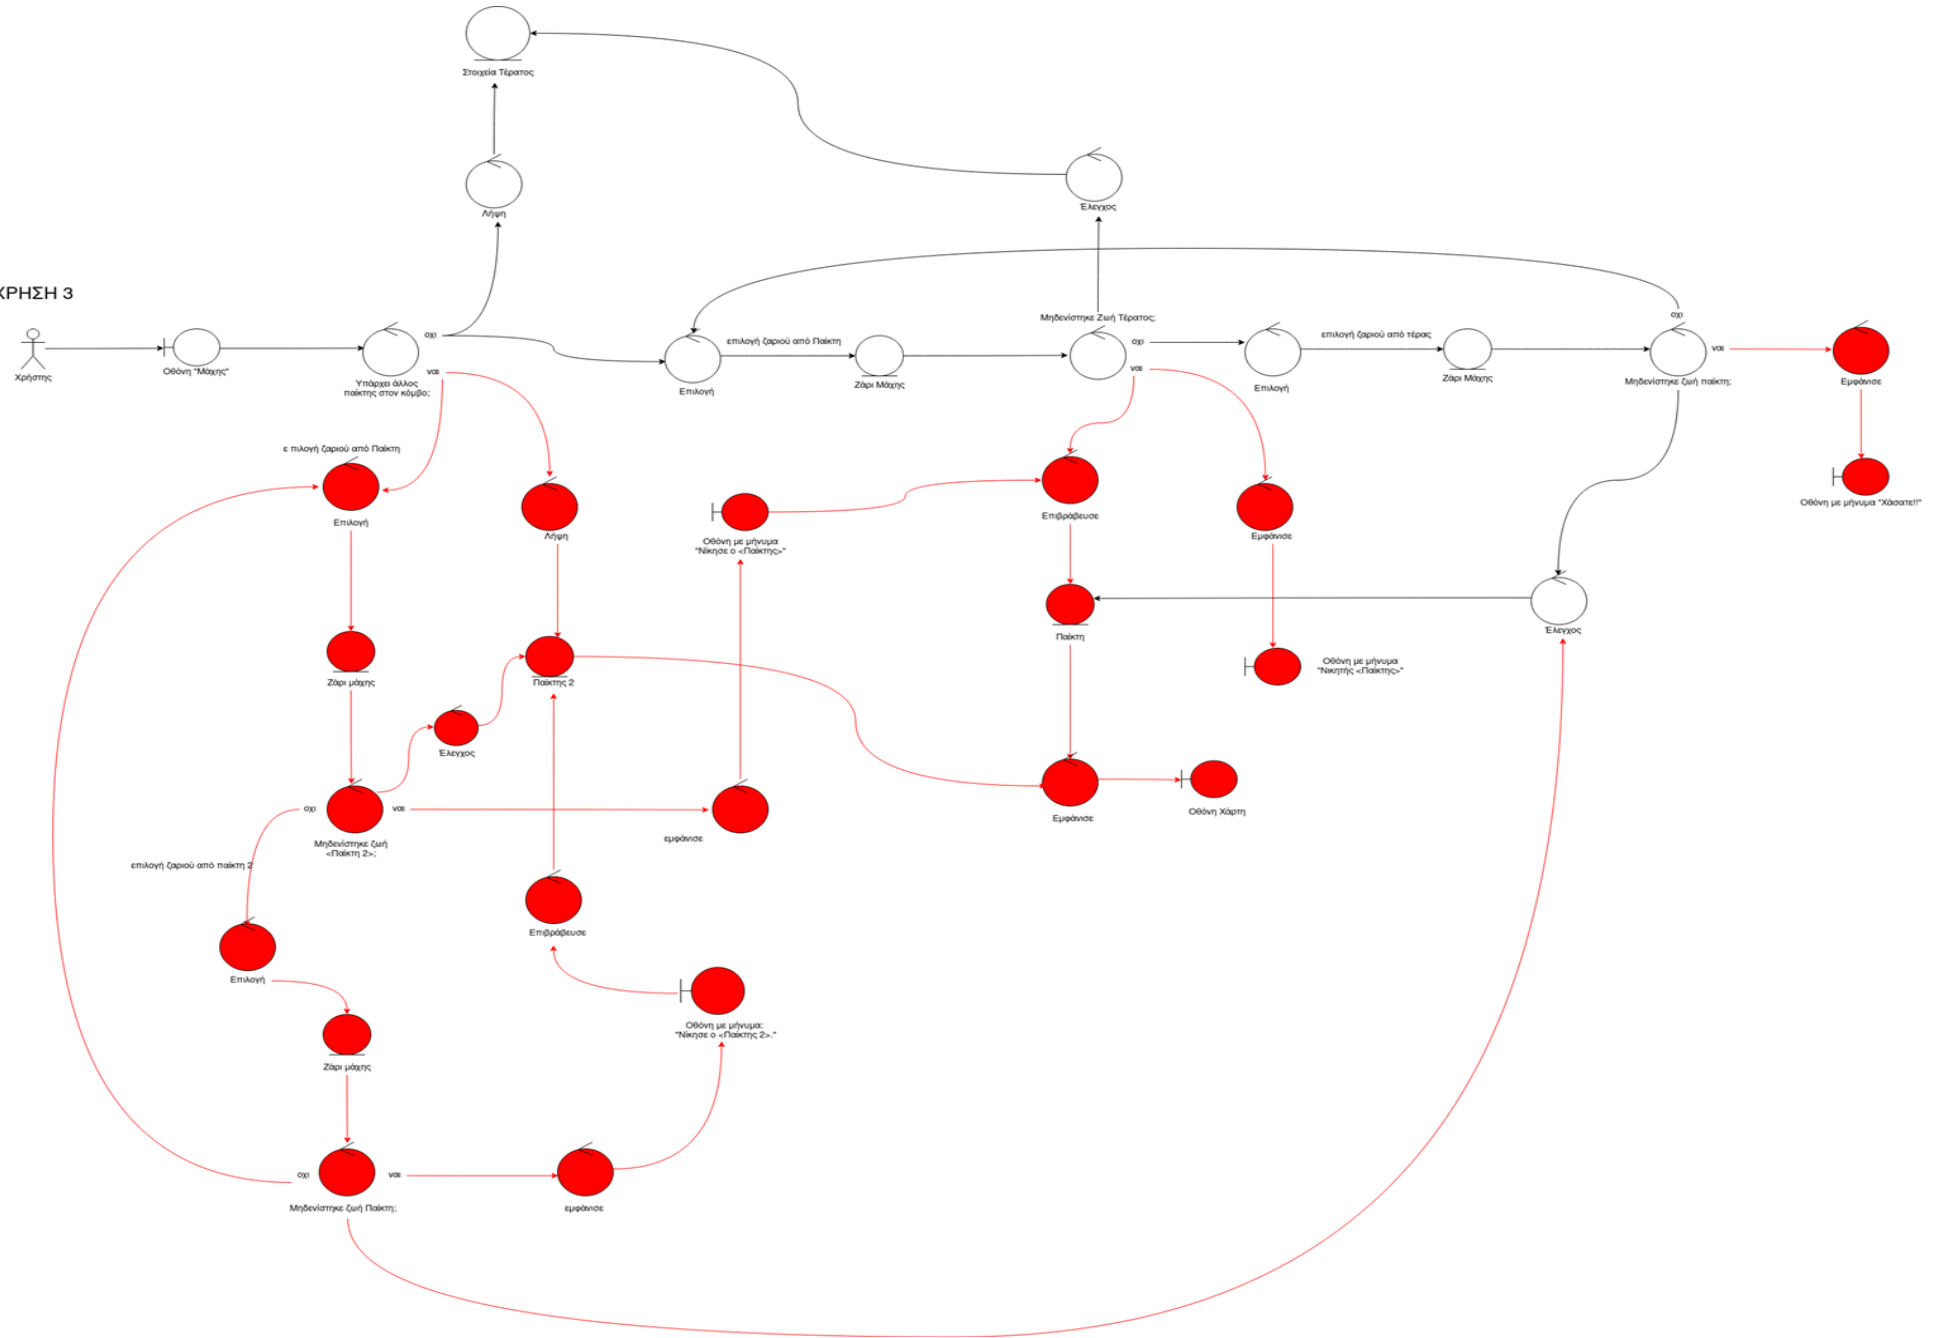 Στοιχεία Τέρατος
Λήψη
Έλεγχος
ΧΡΗΣΗ 3
Χρήστης
Οθόνη "Μάχης"
Υπάρχει άλλος
παίκτης στον κόμβο;
οχι
ναι
Επιλογή
επιλογή ζαριού από Παίκτη
Ζάρι Μάχης
Μηδενίστηκε Ζωή Τέρατος;
οχι
ναι
Επιλογή
επιλογή ζαριού από τέρας
Ζάρι Μάχης
οχι
Μηδενίστηκε ζωή παίκτη;
ναι
Εμφάνισε
Οθόνη με μήνυμα "Χάσατε!!"
ε πιλογή ζαριού από Παίκτη
Επιλογή
Λήψη
Οθόνη με μήνυμα
"Νίκησε ο <Παίκτης>"
Επιβράβευσε
Εμφάνισε
Παίκτη
Έλεγχος
Οθόνη με μήνυμα
"Νικητής <Παίκτης>"
Ζάρι μάχης
Παίκτης 2
Έλεγχος
οχι
ναι
Μηδενίστηκε ζωή
<Παίκτη 2>;
εμφάνισε
Εμφάνισε
Οθόνη Χάρτη
επιλογή ζαριού από παίκτη 2
Επιλογή
Επιβράβευσε
Οθόνη με μήνυμα:
"Νίκησε ο <Παίκτης 2>."
Ζάρι μάχης
οχι
ναι
Μηδενίστηκε ζωή Παίκτη;
εμφάνισε